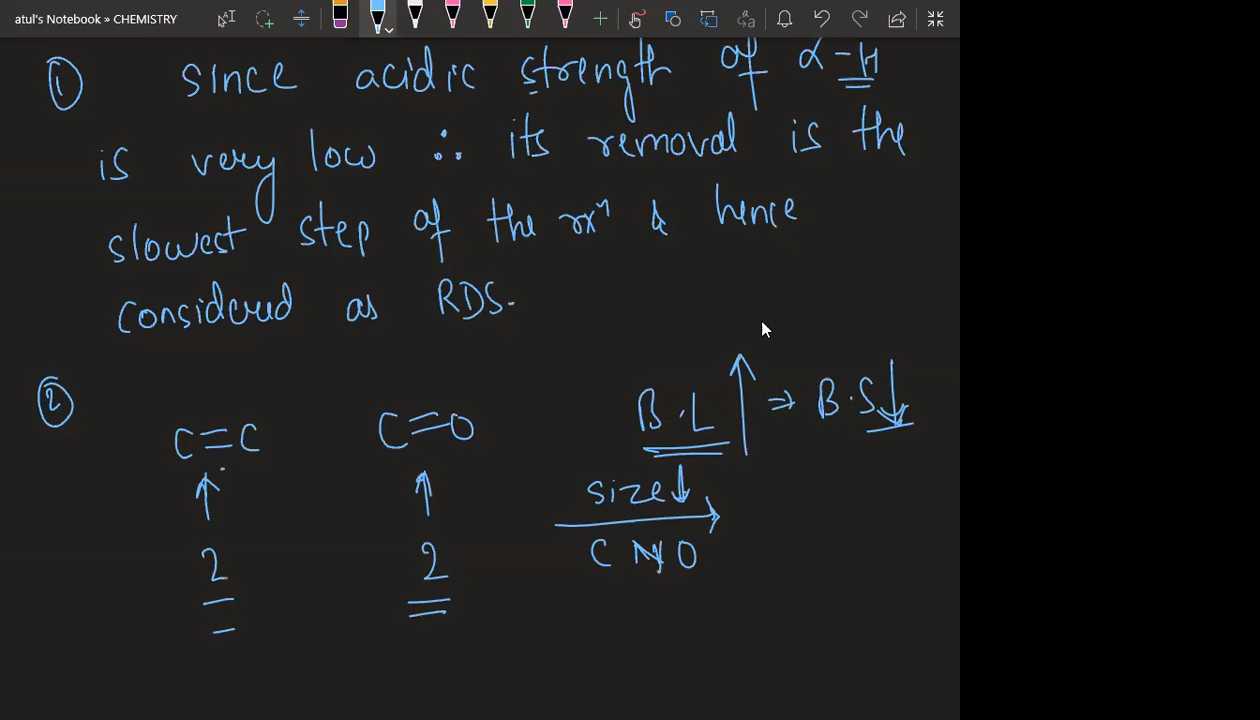 atul's Notebook » CHEMISTRY
① since acidic strength of α-H
is very low ∴ its removal is the
slowest step of the rxⁿ & hence
considered as RDS.
②
C=C C=O B.L ↑ ⇒ B.S ↓
↑ ↑ size ↓
2 2 C N O